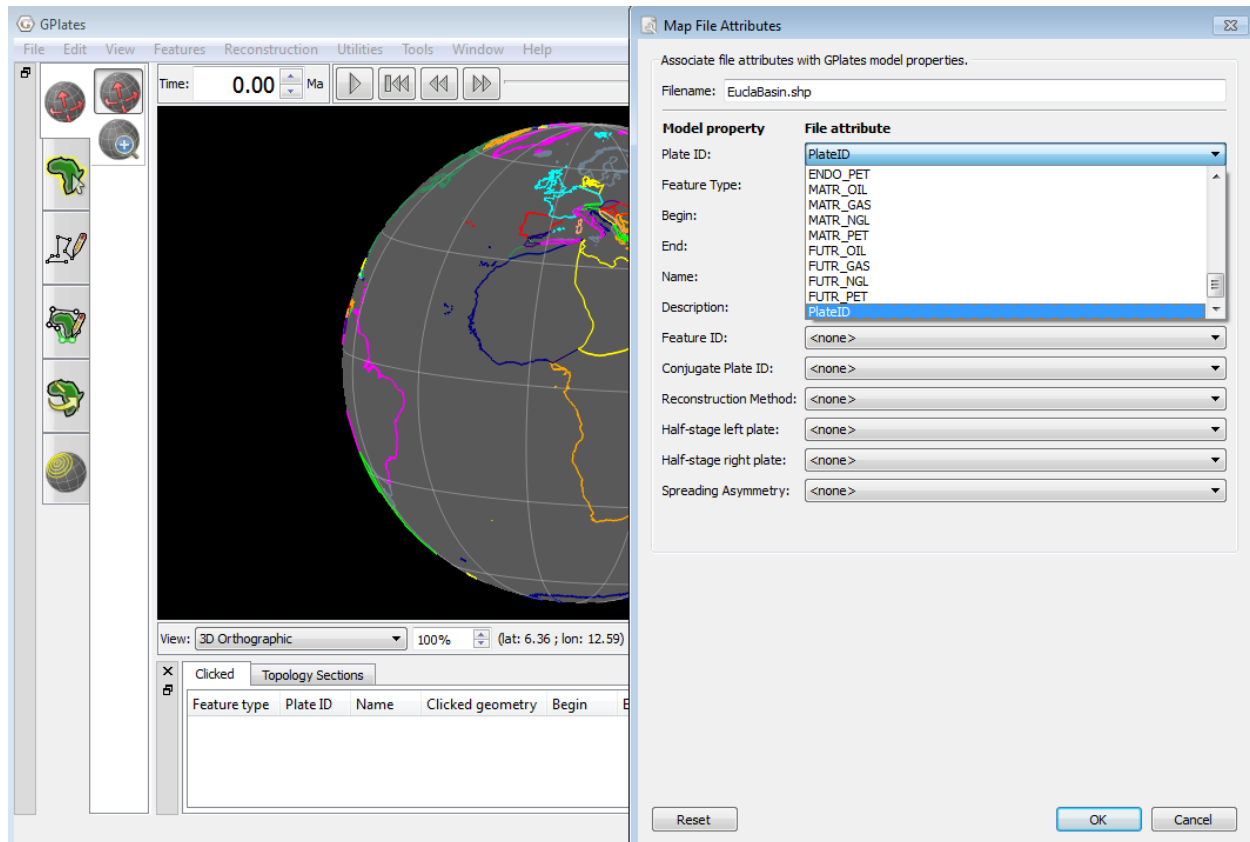 GPlates
File Edit View Features Reconstruction Utilities Tools Window Help
Time: 0.00 Ma
View: 3D Orthographic 100% (lat: 6.36 ; lon: 12.59)
Clicked Topology Sections
Feature type Plate ID Name Clicked geometry Begin E
Map File Attributes
Associate file attributes with GPlates model properties.
Filename: EuclaBasin.shp
Model property File attribute
Plate ID: PlateID
ENDO_PET
MATR_OIL
MATR_GAS
MATR_NGL
MATR_PET
FUTR_OIL
FUTR_GAS
FUTR_NGL
FUTR_PET
PlateID
Feature Type:
Begin:
End:
Name:
Description:
Feature ID: <none>
Conjugate Plate ID: <none>
Reconstruction Method: <none>
Half-stage left plate: <none>
Half-stage right plate: <none>
Spreading Asymmetry: <none>
Reset OK Cancel